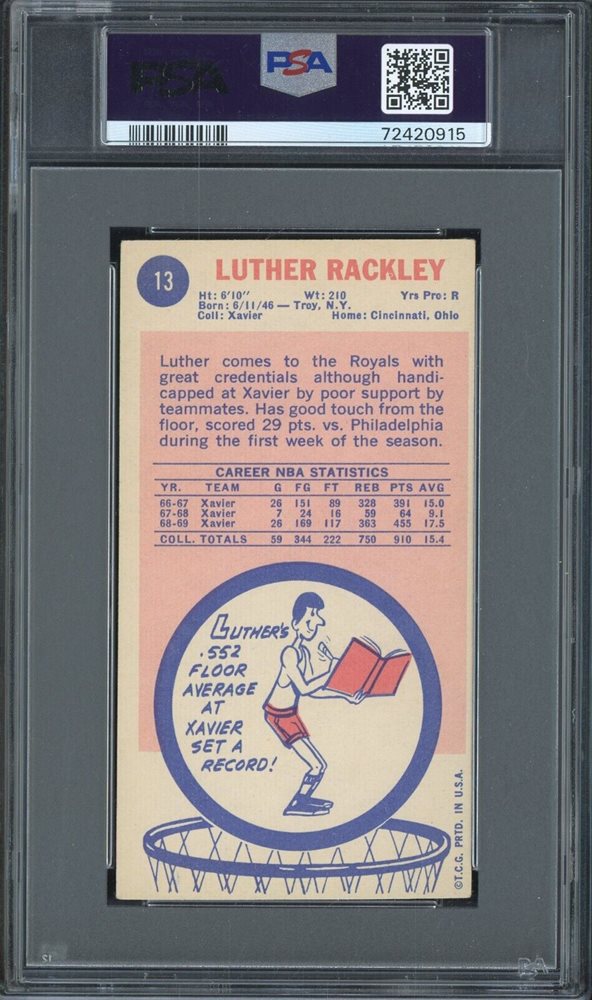 PSA
PSA
72420915
13
LUTHER RACKLEY
Ht: 6'10" Wt: 210 Yrs Pro: R
Born: 6/11/46 — Troy, N.Y.
Coll: Xavier Home: Cincinnati, Ohio
Luther comes to the Royals with
great credentials although handi-
capped at Xavier by poor support by
teammates. Has good touch from the
floor, scored 29 pts. vs. Philadelphia
during the first week of the season.
CAREER NBA STATISTICS
YR. TEAM G FG FT REB PTS AVG
66-67 Xavier 26 151 89 328 391 15.0
67-68 Xavier 7 24 16 59 64 9.1
68-69 Xavier 26 169 117 363 455 17.5
COLL. TOTALS 59 344 222 750 910 15.4
LUTHER'S
.552
FLOOR
AVERAGE
AT
XAVIER
SET A
RECORD!
©T.C.G. PRTD. IN U.S.A.
PSA